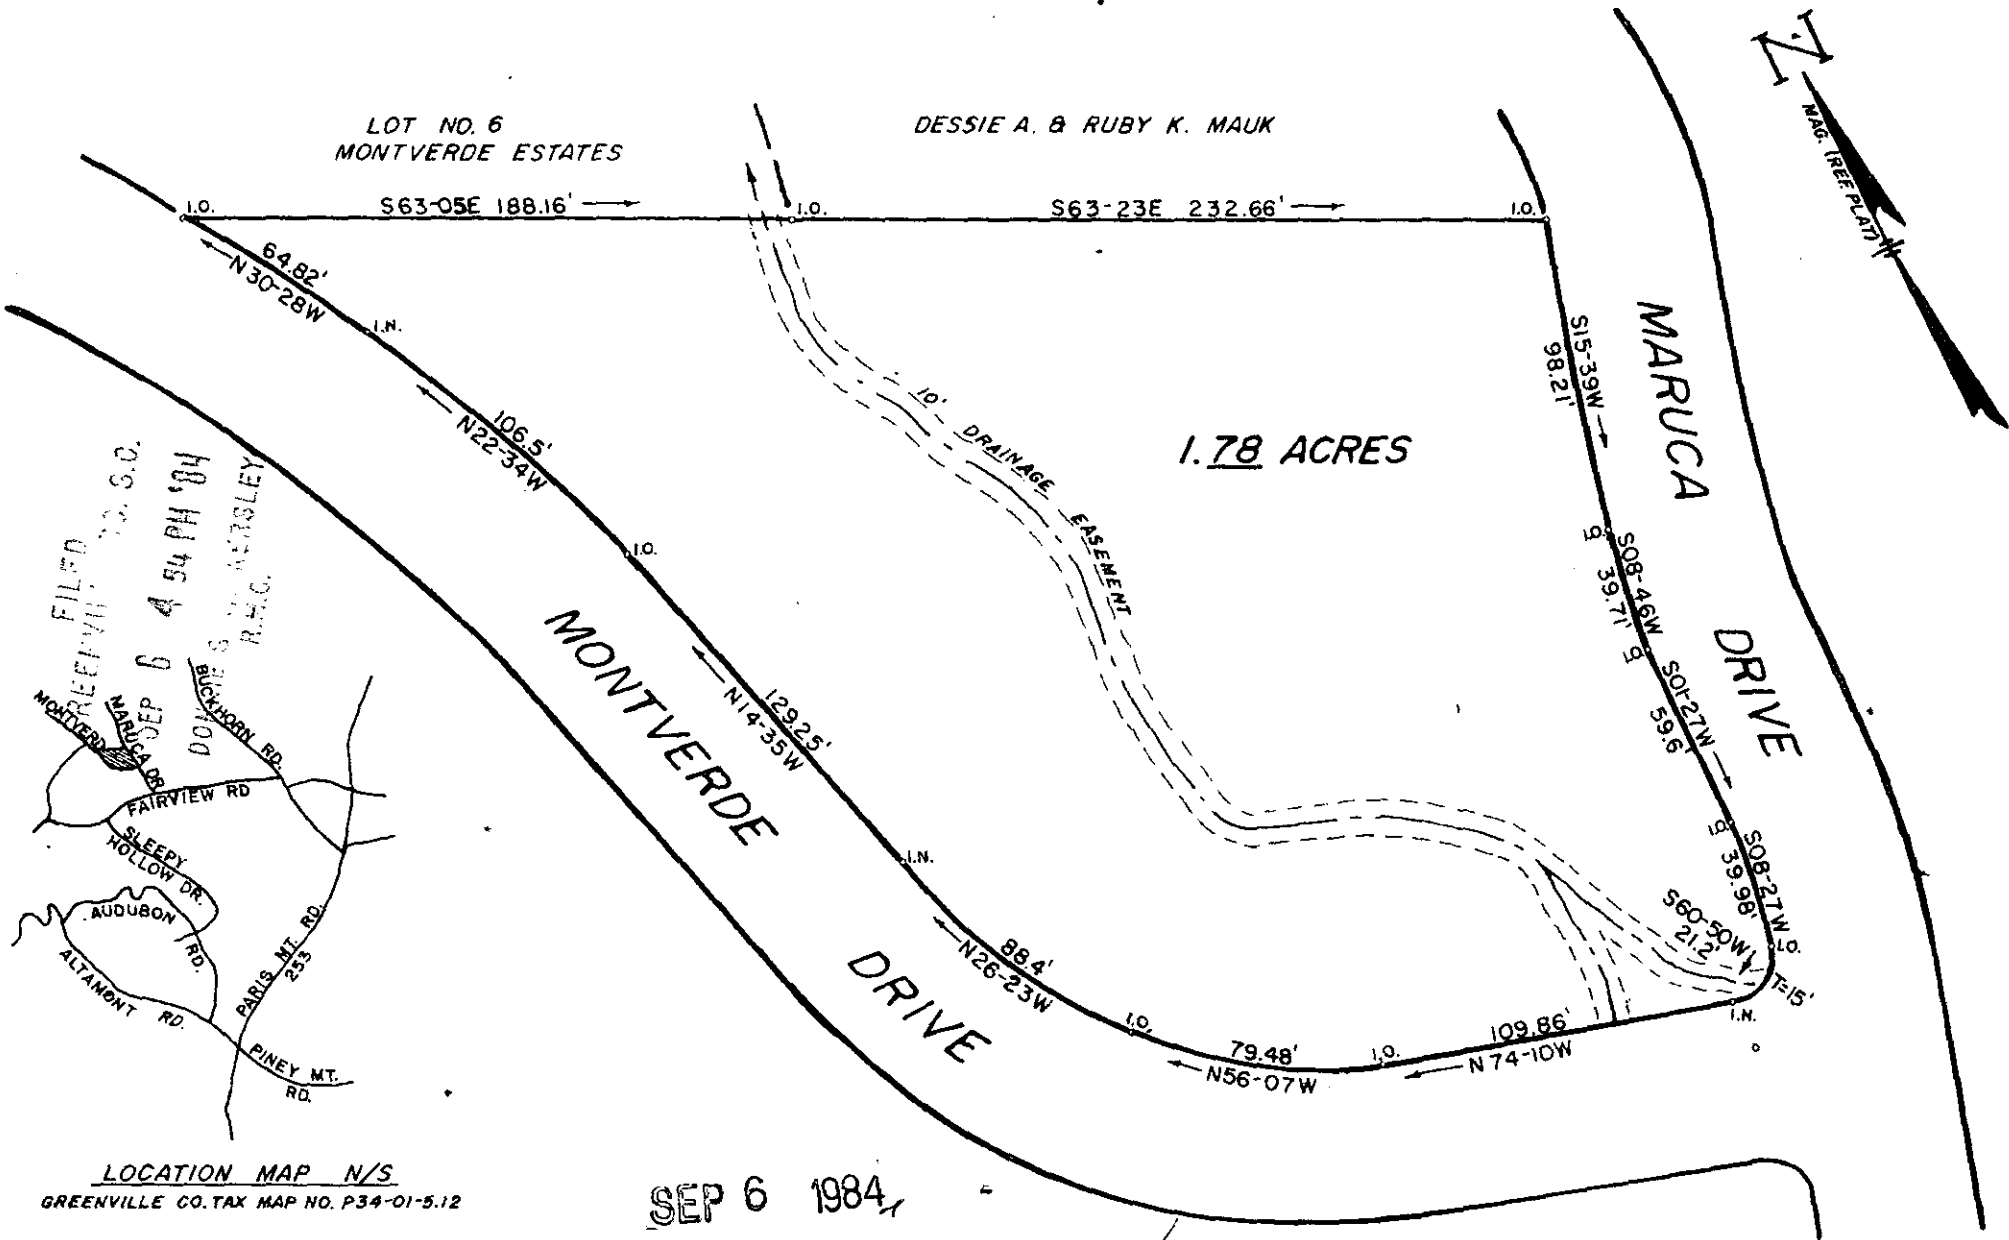 LOT NO. 6
MONTVERDE ESTATES
DESSIE A. & RUBY K. MAUK
N
MAG. (REF. PLAT)
I.O.
S63-05E 188.16'
I.O.
S63-23E 232.66'
I.O.
64.82'
N30-28W
I.N.
106.5'
N22-34W
I.O.
129.25'
N14-35W
I.N.
88.4'
N26-23W
I.O.
79.48'
N56-07W
I.O.
109.86'
N74-10W
I.N.
10'
DRAINAGE
EASEMENT
1.78 ACRES
S15-39W
98.21'
I.O.
S08-46W
39.71'
I.O.
S01-27W
59.6'
I.O.
S08-27W
39.98'
I.O.
S60-50W
21.2'
T=15'
MARUCA
DRIVE
MONTVERDE
DRIVE
FILED
SEP 6 4 54 PM '84
R.M.C.
MONTVERD
MARUCA DR.
BUCKHORN RD.
FAIRVIEW RD
SLEEPY
HOLLOW DR.
AUDUBON
RD.
ALTAMONT
RD.
PARIS MT. RD.
253
PINEY MT.
RD.
LOCATION MAP N/S
GREENVILLE CO. TAX MAP NO. P34-01-5.12
SEP 6 1984